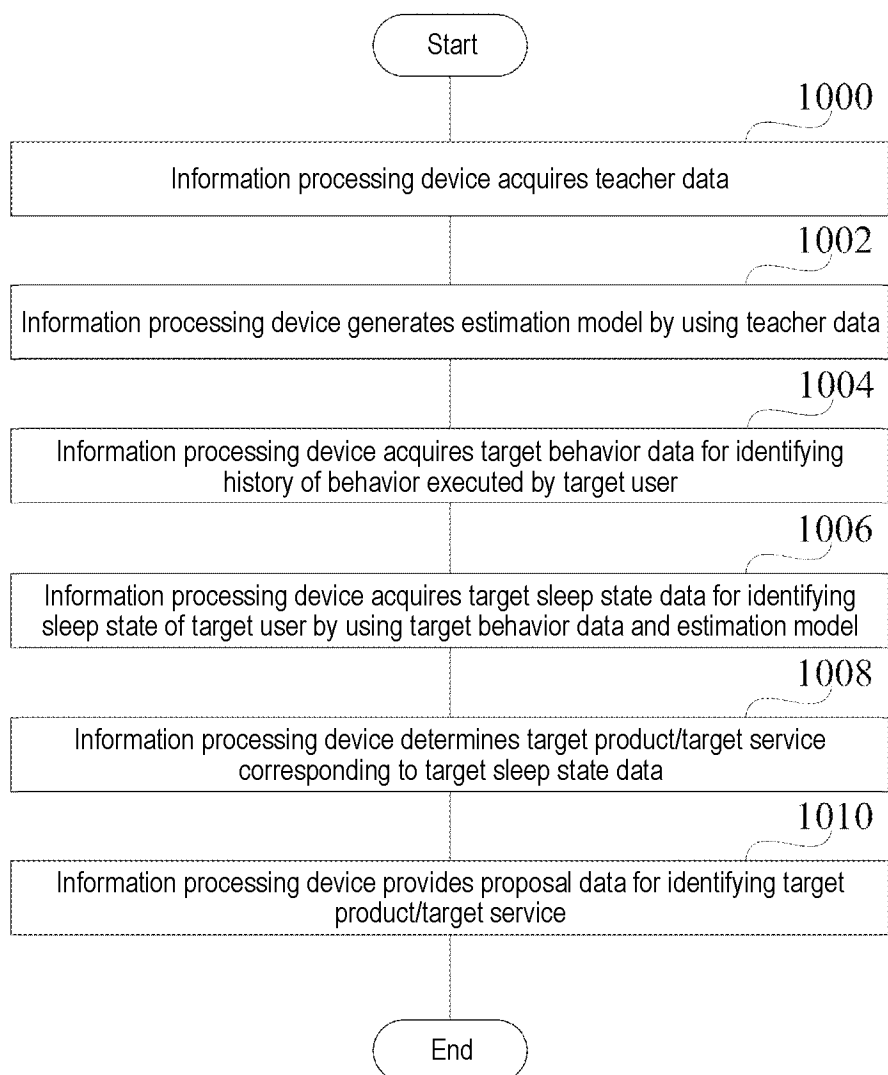 Start
1000
Information processing device acquires teacher data
1002
Information processing device generates estimation model by using teacher data
1004
Information processing device acquires target behavior data for identifying
history of behavior executed by target user
1006
Information processing device acquires target sleep state data for identifying
sleep state of target user by using target behavior data and estimation model
1008
Information processing device determines target product/target service
corresponding to target sleep state data
1010
Information processing device provides proposal data for identifying target
product/target service
End